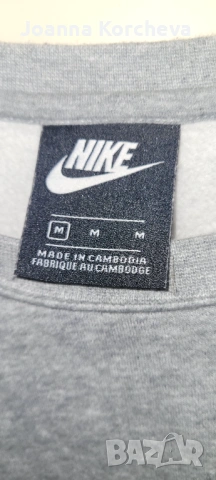 Joanna Korcheva
NIKE
M M M
MADE IN CAMBODIA
FABRIQUE AU CAMBODGE
BAZAR